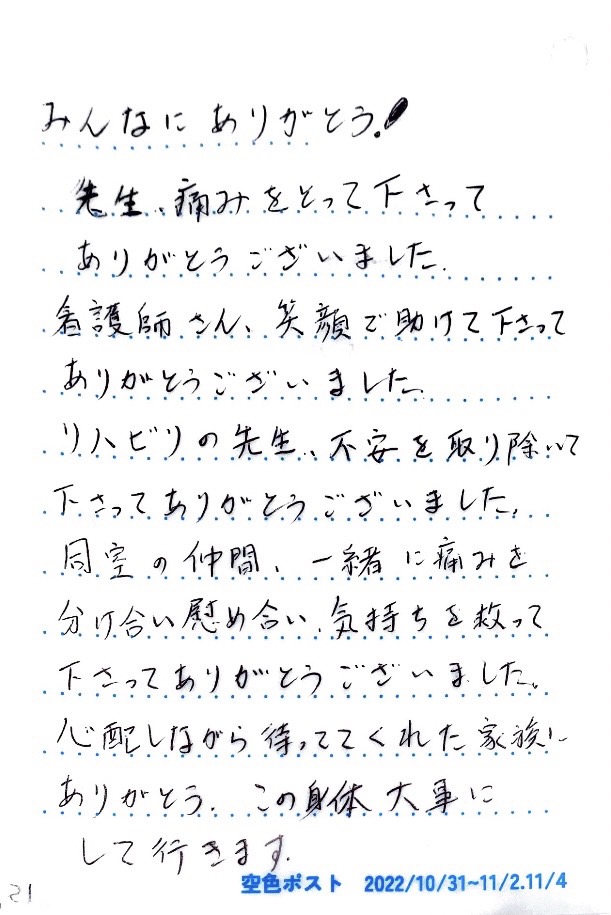 みんなにありがとう!
先生、痛みをとって下さって
ありがとうございました。
看護師さん、笑顔で助けて下さって
ありがとうございました。
リハビリの先生、不安を取り除いて
下さってありがとうございました。
同室の仲間、一緒に痛みを
分け合い慰め合い、気持ちを救って
下さってありがとうございました。
心配しながら待っててくれた家族に
ありがとう。この身体大事に
して行きます。
空色ポスト 2022/10/31~11/2.11/4
21